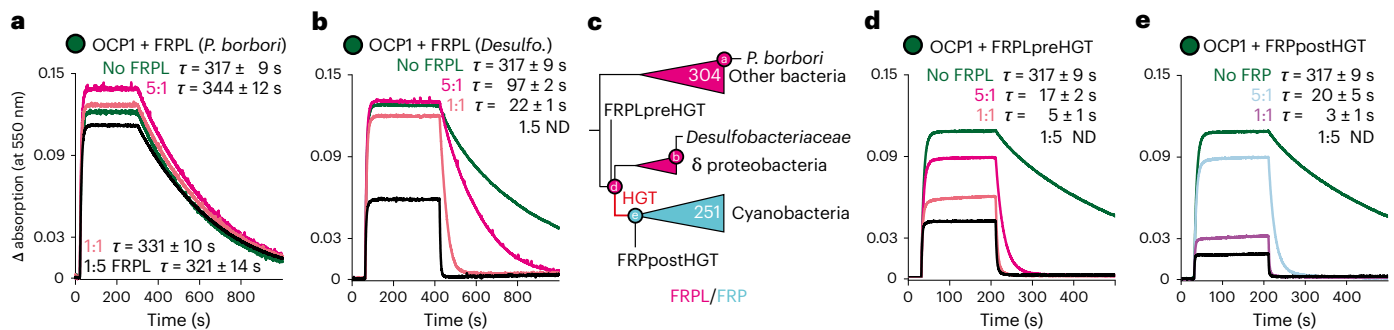 a
OCP1 + FRPL (P. borbori)
No FRPL τ = 317 ± 9 s
5:1 τ = 344 ± 12 s
0.15
0.09
0.03
0
1:1 τ = 331 ± 10 s
1:5 FRPL τ = 321 ± 14 s
0 200 400 600 800
Time (s)
Δ absorption (at 550 nm)
b
OCP1 + FRPL (Desulfo.)
No FRPL τ = 317 ± 9 s
5:1 τ = 97 ± 2 s
1:1 τ = 22 ± 1 s
1.5 ND
0.15
0.09
0.03
0
0 200 400 600 800
Time (s)
c
304
a
P. borbori
Other bacteria
FRPLpreHGT
Desulfobacteriaceae
b
δ proteobacteria
d
HGT
e
251
Cyanobacteria
FRPpostHGT
FRPL/FRP
d
OCP1 + FRPLpreHGT
No FRPL τ = 317 ± 9 s
5:1 τ = 17 ± 2 s
1:1 τ = 5 ± 1 s
1:5 ND
0.15
0.09
0.03
0
0 200 400
Time (s)
e
OCP1 + FRPpostHGT
No FRP τ = 317 ± 9 s
5:1 τ = 20 ± 5 s
1:1 τ = 3 ± 1 s
1:5 ND
0.15
0.09
0.03
0
0 200 400
Time (s)